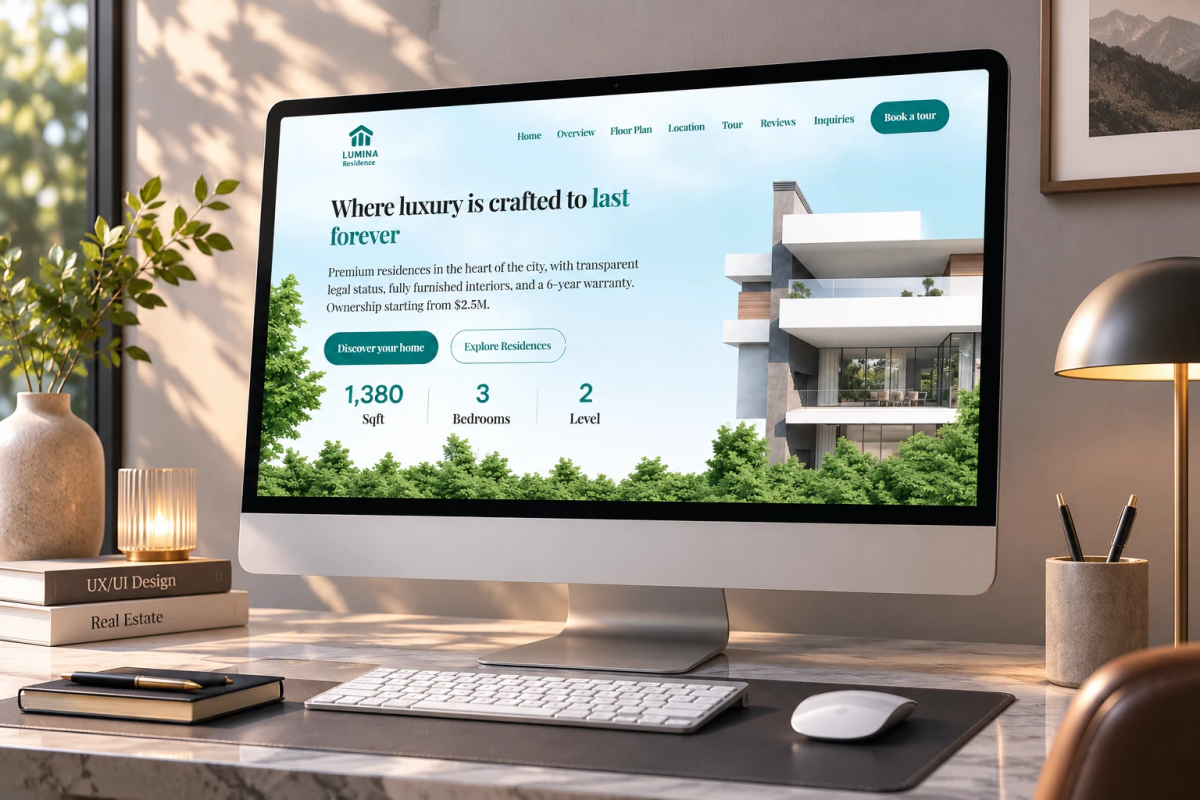 LUMINA
Residence
Home Overview Floor Plan Location Tour Reviews Inquiries Book a tour
Where luxury is crafted to last
forever
Premium residences in the heart of the city, with transparent
legal status, fully furnished interiors, and a 6-year warranty.
Ownership starting from $2.5M.
Discover your home Explore Residences
1,380 3 2
Sqft Bedrooms Level
UX/UI Design
Real Estate